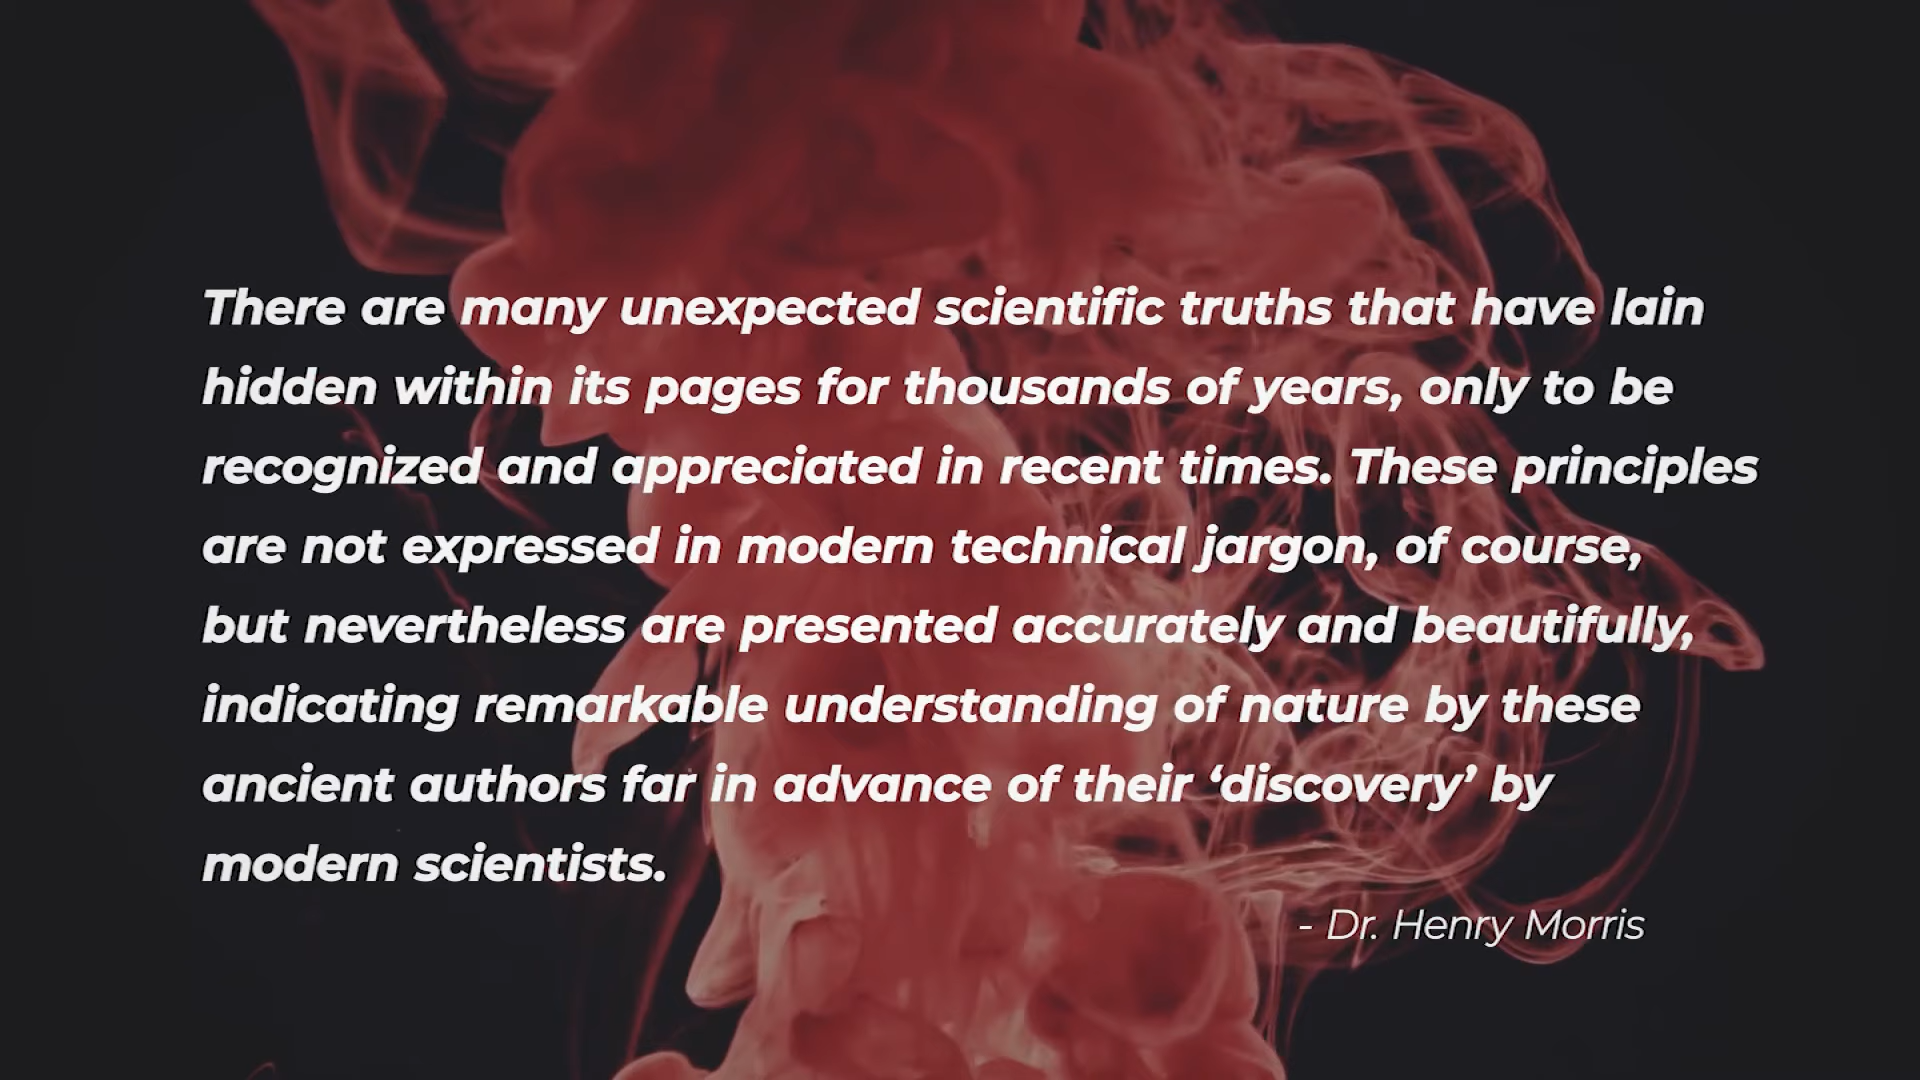 There are many unexpected scientific truths that have lain
hidden within its pages for thousands of years, only to be
recognized and appreciated in recent times. These principles
are not expressed in modern technical jargon, of course,
but nevertheless are presented accurately and beautifully,
indicating remarkable understanding of nature by these
ancient authors far in advance of their ‘discovery’ by
modern scientists.
- Dr. Henry Morris